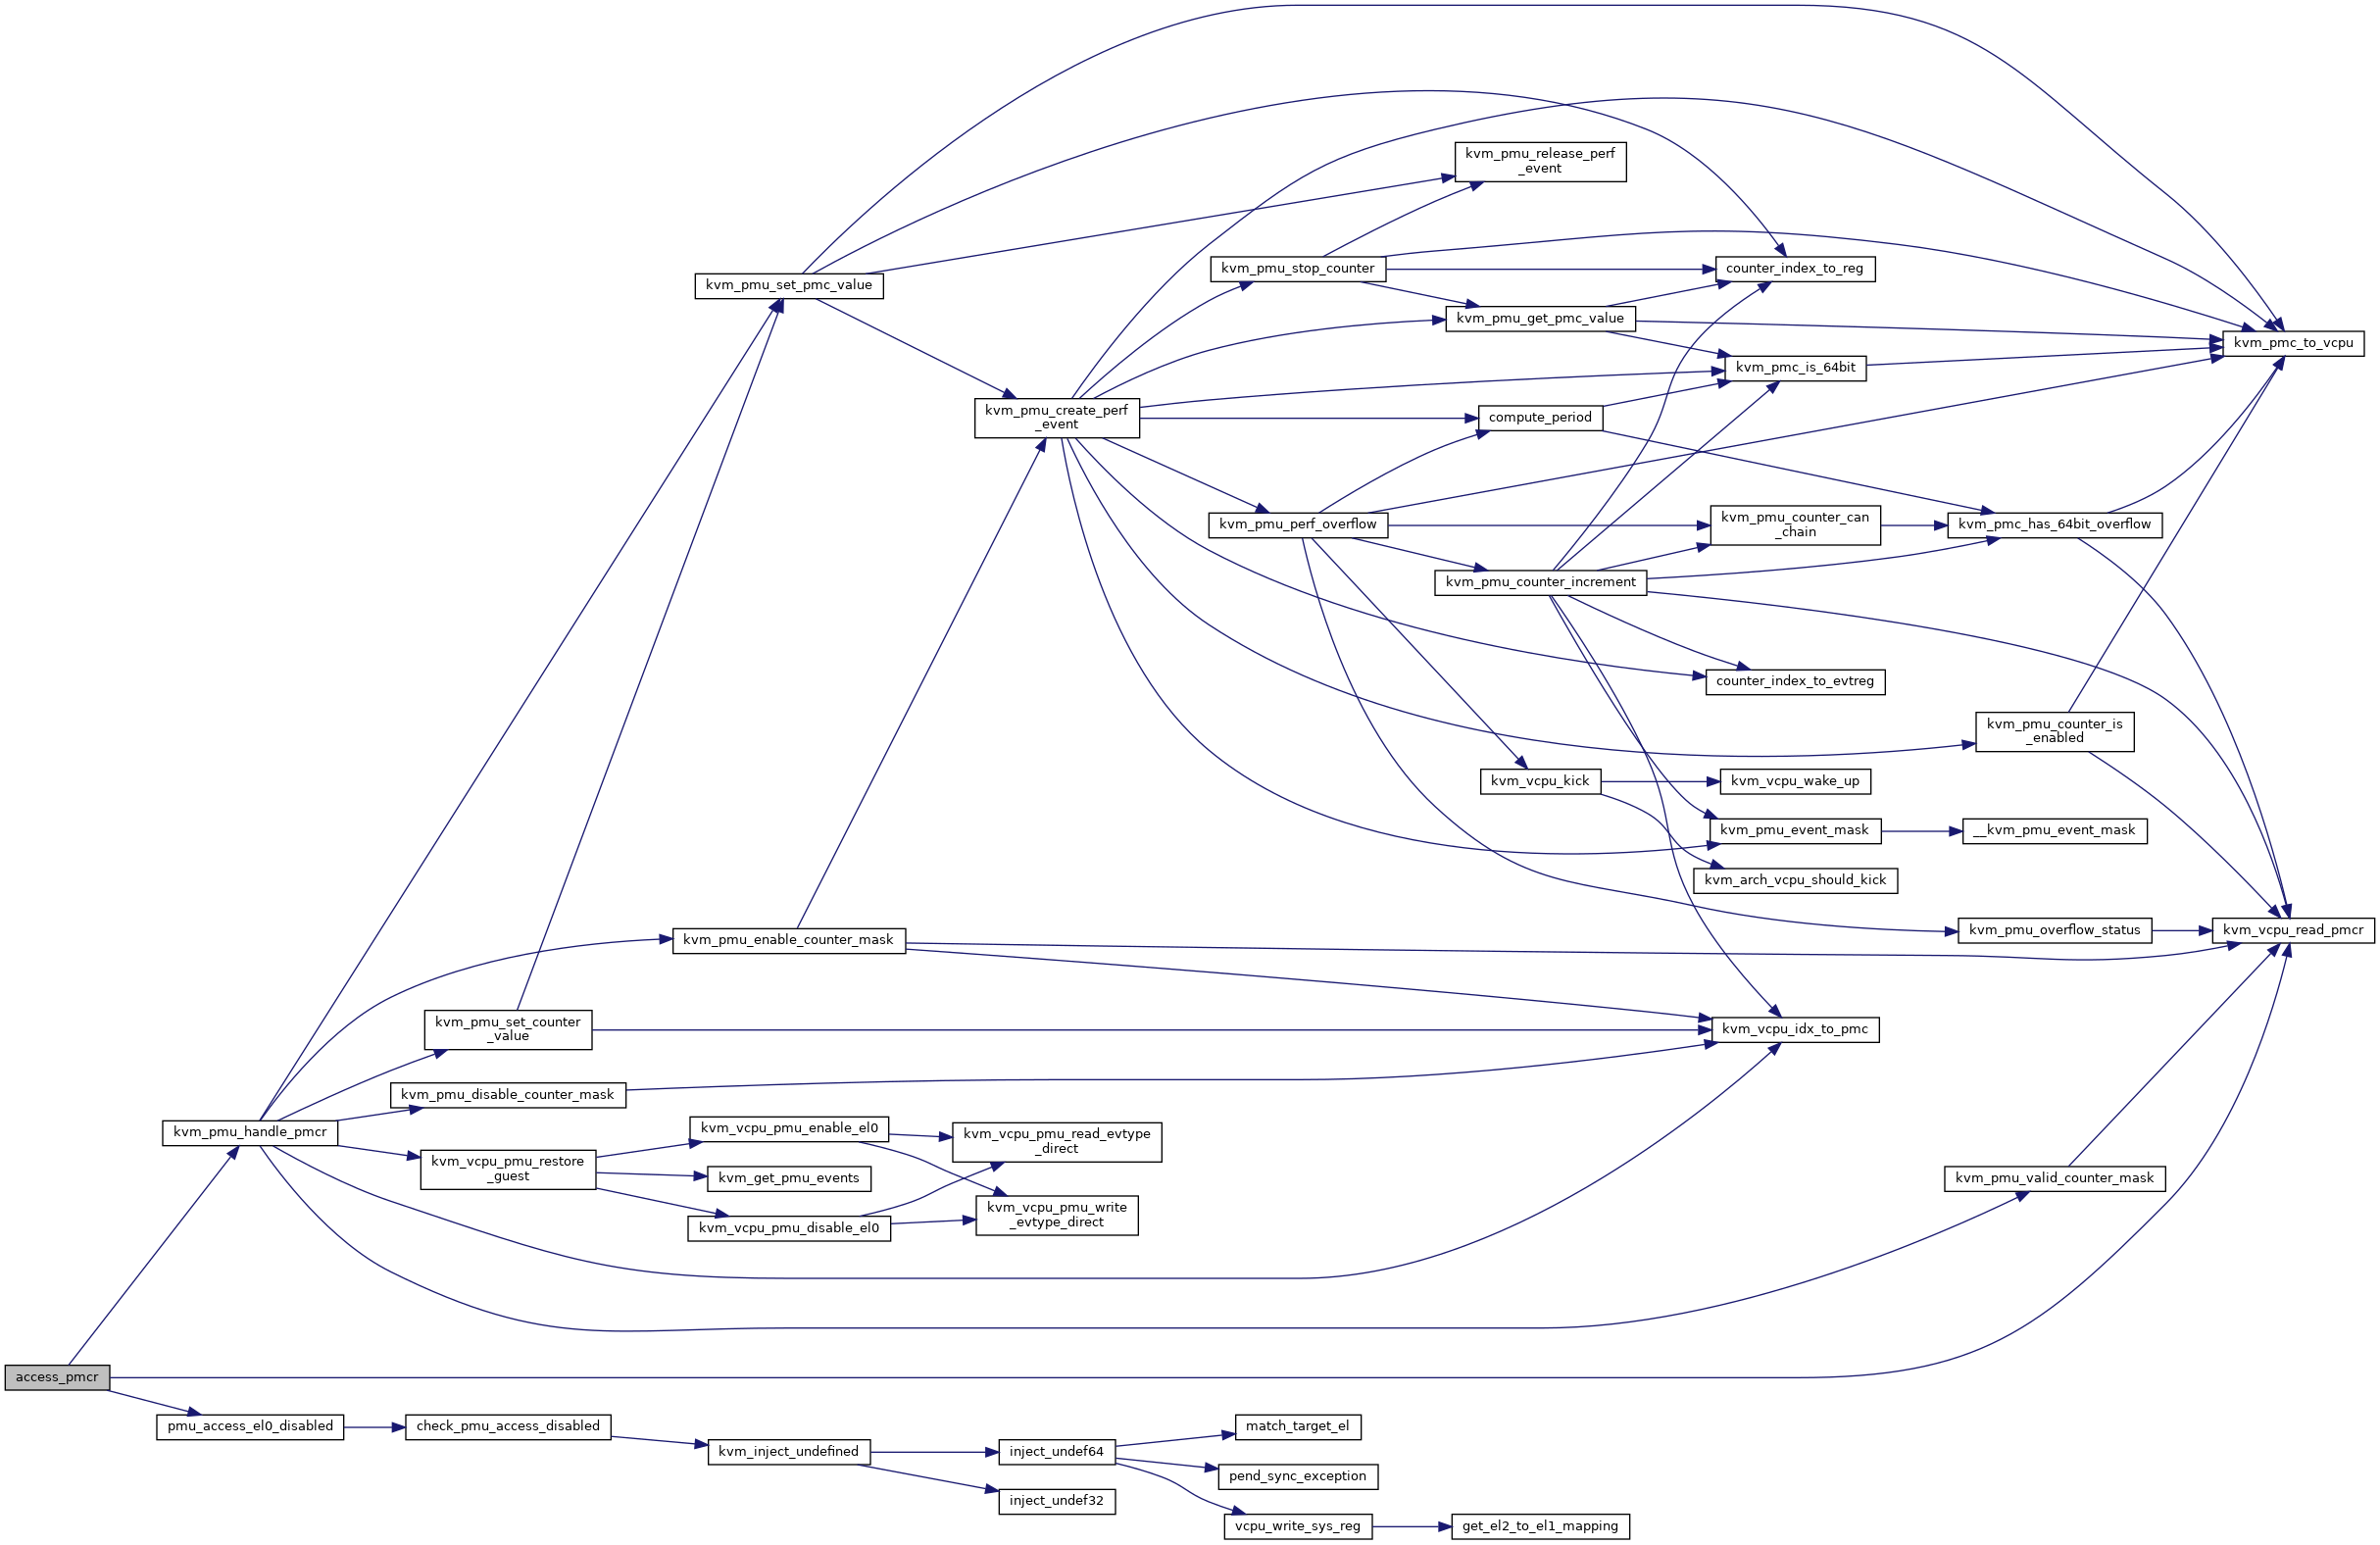 kvm_pmu_release_perf
_event
kvm_pmu_stop_counter
counter_index_to_reg
kvm_pmu_set_pmc_value
kvm_pmu_get_pmc_value
kvm_pmc_to_vcpu
kvm_pmc_is_64bit
kvm_pmu_create_perf
_event
compute_period
kvm_pmu_perf_overflow
kvm_pmu_counter_can
_chain
kvm_pmc_has_64bit_overflow
kvm_pmu_counter_increment
counter_index_to_evtreg
kvm_pmu_counter_is
_enabled
kvm_vcpu_kick
kvm_vcpu_wake_up
kvm_pmu_event_mask
__kvm_pmu_event_mask
kvm_arch_vcpu_should_kick
kvm_pmu_enable_counter_mask
kvm_pmu_overflow_status
kvm_vcpu_read_pmcr
kvm_pmu_set_counter
_value
kvm_vcpu_idx_to_pmc
kvm_pmu_disable_counter_mask
kvm_pmu_handle_pmcr
kvm_vcpu_pmu_enable_el0
kvm_vcpu_pmu_read_evtype
_direct
kvm_vcpu_pmu_restore
_guest
kvm_get_pmu_events
kvm_pmu_valid_counter_mask
kvm_vcpu_pmu_disable_el0
kvm_vcpu_pmu_write
_evtype_direct
access_pmcr
pmu_access_el0_disabled
check_pmu_access_disabled
kvm_inject_undefined
inject_undef64
match_target_el
pend_sync_exception
inject_undef32
vcpu_write_sys_reg
get_el2_to_el1_mapping